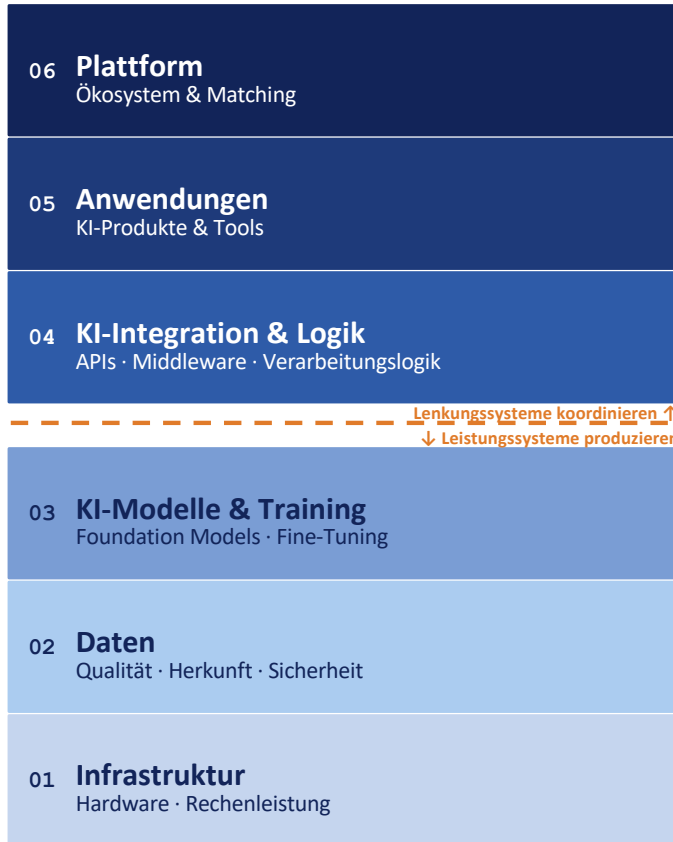 06 Plattform
Ökosystem & Matching
05 Anwendungen
KI-Produkte & Tools
04 KI-Integration & Logik
APIs · Middleware · Verarbeitungslogik
Lenkungssysteme koordinieren ↑
↓ Leistungssysteme produzieren
03 KI-Modelle & Training
Foundation Models · Fine-Tuning
02 Daten
Qualität · Herkunft · Sicherheit
01 Infrastruktur
Hardware · Rechenleistung